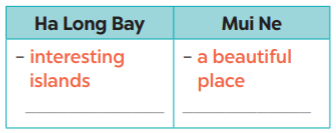 Ha Long Bay Mui Ne
– interesting – a beautiful
islands place